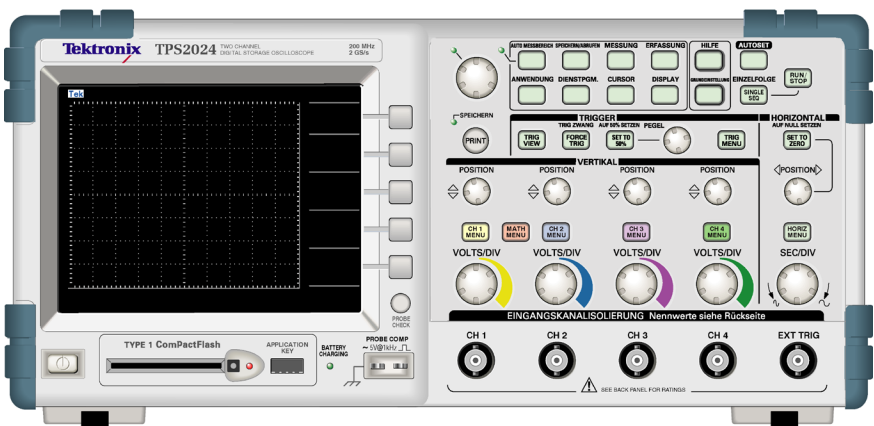 Tektronix TPS2024 TWO CHANNEL DIGITAL STORAGE OSCILLOSCOPE 200 MHz 2 GS/s
Tek
PROBE CHECK
TYPE 1 ComPactFlash
APPLICATION KEY
BATTERY CHARGING
PROBE COMP
~ 5V@1kHz
AUTO MESSBEREICH SPEICHERN/ABRUFEN MESSUNG ERFASSUNG HILFE AUTOSET
ANWENDUNG DIENSTPGM. CURSOR DISPLAY GRUNDEINSTELLUNG EINZELFOLGE
RUN/STOP
SINGLE SEQ
SPEICHERN
PRINT
TRIGGER
TRIG ZWANG AUF 50% SETZEN PEGEL
TRIG VIEW FORCE TRIG SET TO 50% TRIG MENU
HORIZONTAL
AUF NULL SETZEN
SET TO ZERO
VERTIKAL
POSITION POSITION POSITION POSITION POSITION
CH 1 MENU MATH MENU CH 2 MENU CH 3 MENU CH 4 MENU HORIZ MENU
VOLTS/DIV VOLTS/DIV VOLTS/DIV VOLTS/DIV SEC/DIV
EINGANGSKANALISOLIERUNG Nennwerte siehe Rückseite
CH 1 CH 2 CH 3 CH 4 EXT TRIG
SEE BACK PANEL FOR RATINGS